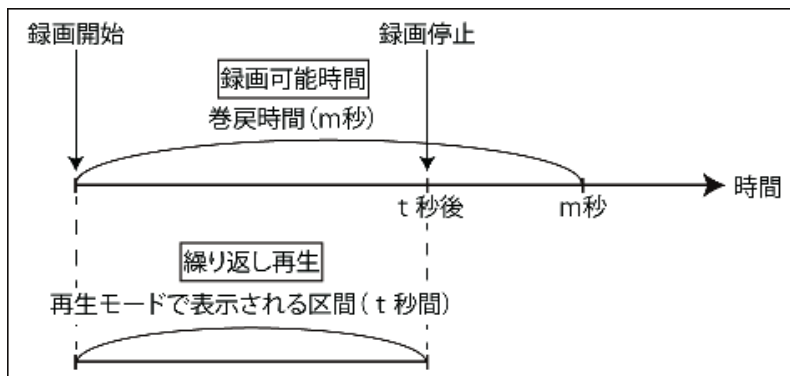 録画開始
録画停止
録画可能時間
巻戻時間(m秒)
時間
t秒後
m秒
繰り返し再生
再生モードで表示される区間(t秒間)